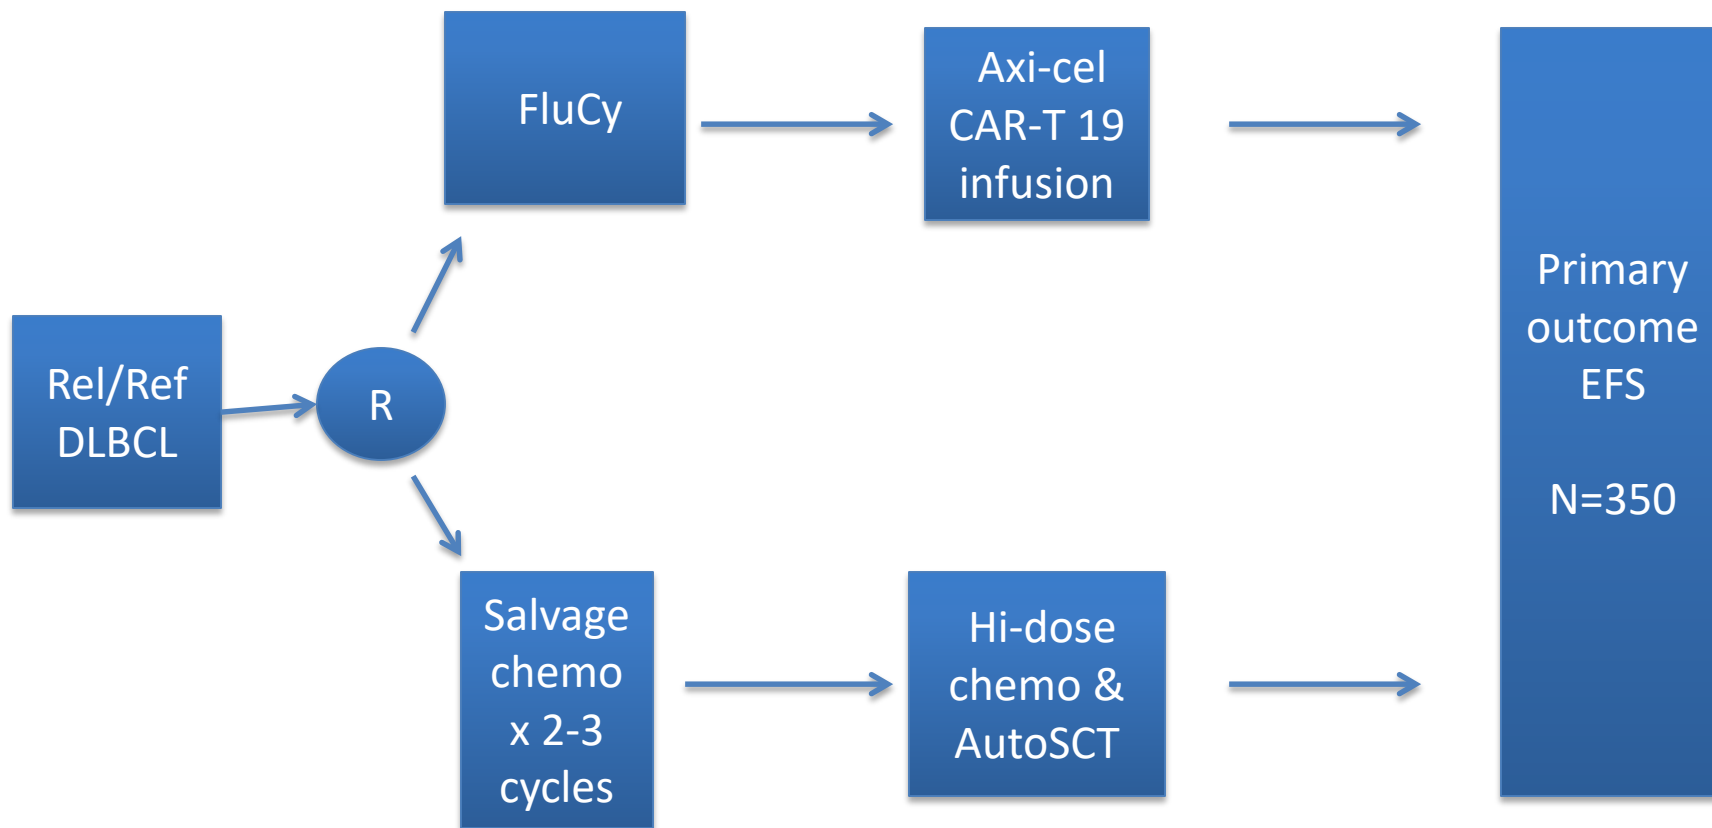 FluCy
Axi-cel
CAR-T 19
infusion
Rel/Ref
DLBCL
R
Salvage
chemo
x 2-3
cycles
Hi-dose
chemo &
AutoSCT
Primary
outcome
EFS
N=350